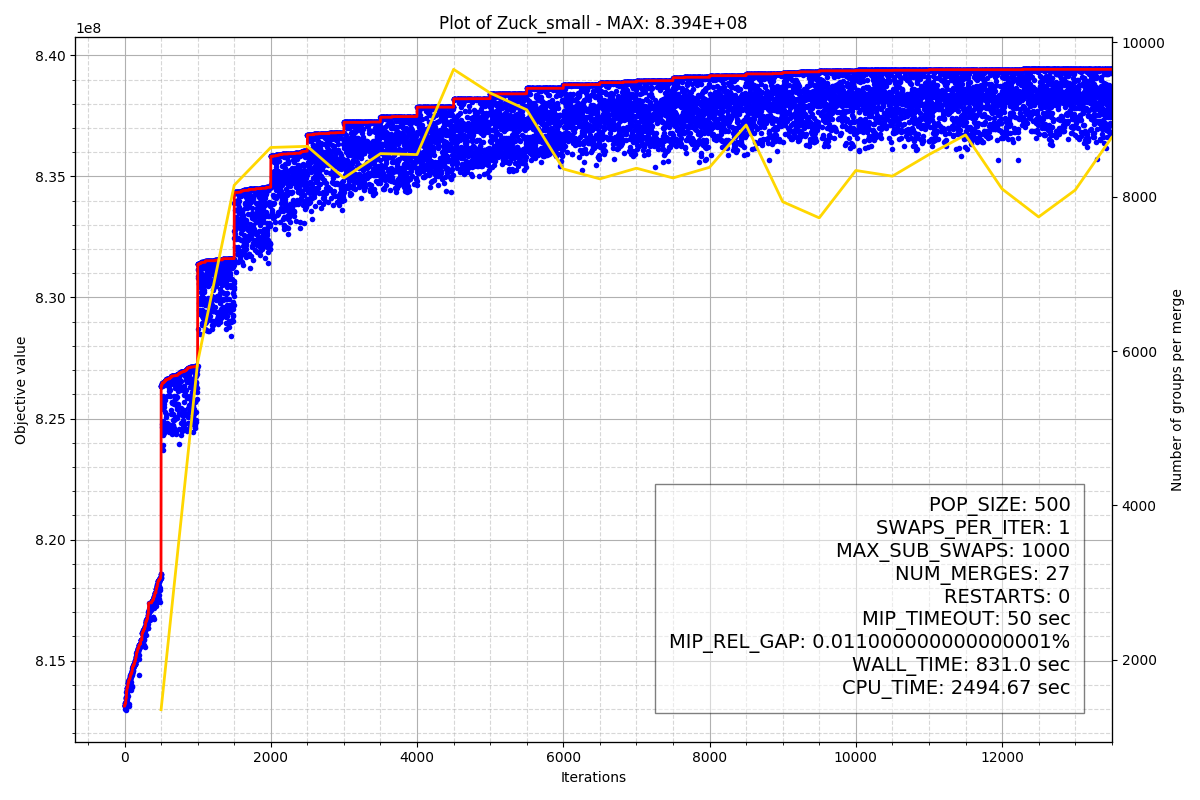 Plot of Zuck_small - MAX: 8.394E+08
1e8
8.40
8.35
8.30
8.25
8.20
8.15
Objective value
10000
8000
6000
4000
2000
Number of groups per merge
POP_SIZE: 500
SWAPS_PER_ITER: 1
MAX_SUB_SWAPS: 1000
NUM_MERGES: 27
RESTARTS: 0
MIP_TIMEOUT: 50 sec
MIP_REL_GAP: 0.011000000000000001%
WALL_TIME: 831.0 sec
CPU_TIME: 2494.67 sec
0 2000 4000 6000 8000 10000 12000
Iterations